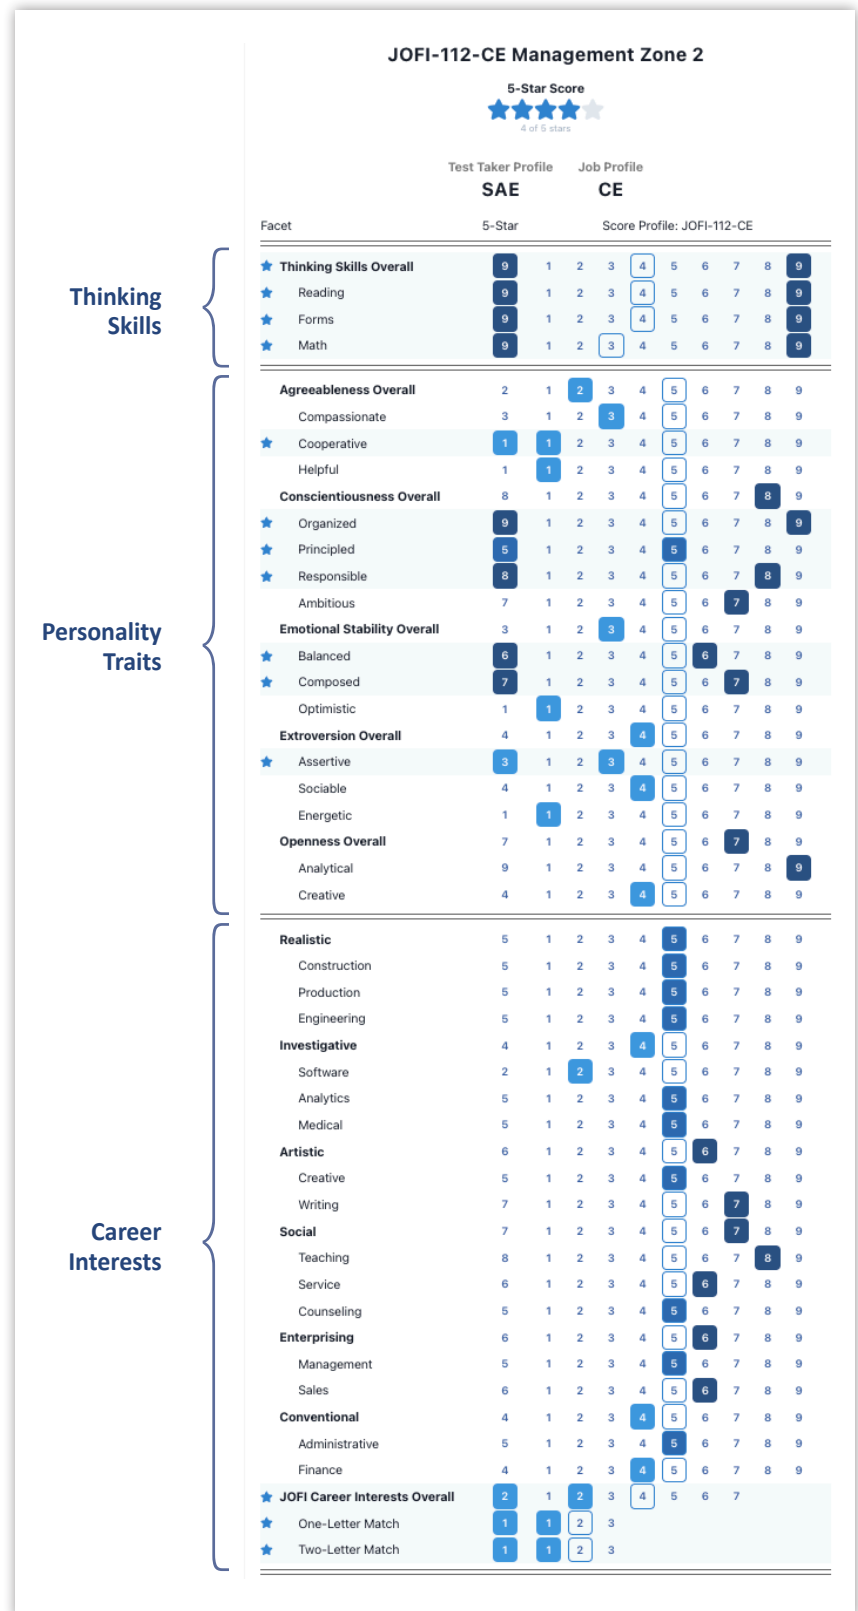 JOFI-112-CE Management Zone 2
5-Star Score
4 of 5 stars
Test Taker Profile Job Profile
SAE CE
Facet 5-Star Score Profile: JOFI-112-CE
Thinking
Skills
Thinking Skills Overall 9 1 2 3 4 5 6 7 8 9
Reading 9 1 2 3 4 5 6 7 8 9
Forms 9 1 2 3 4 5 6 7 8 9
Math 9 1 2 3 4 5 6 7 8 9
Personality
Traits
Agreeableness Overall 2 1 2 3 4 5 6 7 8 9
Compassionate 3 1 2 3 4 5 6 7 8 9
Cooperative 1 1 2 3 4 5 6 7 8 9
Helpful 1 1 2 3 4 5 6 7 8 9
Conscientiousness Overall 8 1 2 3 4 5 6 7 8 9
Organized 9 1 2 3 4 5 6 7 8 9
Principled 5 1 2 3 4 5 6 7 8 9
Responsible 8 1 2 3 4 5 6 7 8 9
Ambitious 7 1 2 3 4 5 6 7 8 9
Emotional Stability Overall 3 1 2 3 4 5 6 7 8 9
Balanced 6 1 2 3 4 5 6 7 8 9
Composed 7 1 2 3 4 5 6 7 8 9
Optimistic 1 1 2 3 4 5 6 7 8 9
Extroversion Overall 4 1 2 3 4 5 6 7 8 9
Assertive 3 1 2 3 4 5 6 7 8 9
Sociable 4 1 2 3 4 5 6 7 8 9
Energetic 1 1 2 3 4 5 6 7 8 9
Openness Overall 7 1 2 3 4 5 6 7 8 9
Analytical 9 1 2 3 4 5 6 7 8 9
Creative 4 1 2 3 4 5 6 7 8 9
Career
Interests
Realistic 5 1 2 3 4 5 6 7 8 9
Construction 5 1 2 3 4 5 6 7 8 9
Production 5 1 2 3 4 5 6 7 8 9
Engineering 5 1 2 3 4 5 6 7 8 9
Investigative 4 1 2 3 4 5 6 7 8 9
Software 2 1 2 3 4 5 6 7 8 9
Analytics 5 1 2 3 4 5 6 7 8 9
Medical 5 1 2 3 4 5 6 7 8 9
Artistic 6 1 2 3 4 5 6 7 8 9
Creative 5 1 2 3 4 5 6 7 8 9
Writing 7 1 2 3 4 5 6 7 8 9
Social 7 1 2 3 4 5 6 7 8 9
Teaching 8 1 2 3 4 5 6 7 8 9
Service 6 1 2 3 4 5 6 7 8 9
Counseling 5 1 2 3 4 5 6 7 8 9
Enterprising 6 1 2 3 4 5 6 7 8 9
Management 5 1 2 3 4 5 6 7 8 9
Sales 6 1 2 3 4 5 6 7 8 9
Conventional 4 1 2 3 4 5 6 7 8 9
Administrative 5 1 2 3 4 5 6 7 8 9
Finance 4 1 2 3 4 5 6 7 8 9
JOFI Career Interests Overall 2 1 2 3 4 5 6 7
One-Letter Match 1 1 2 3
Two-Letter Match 1 1 2 3